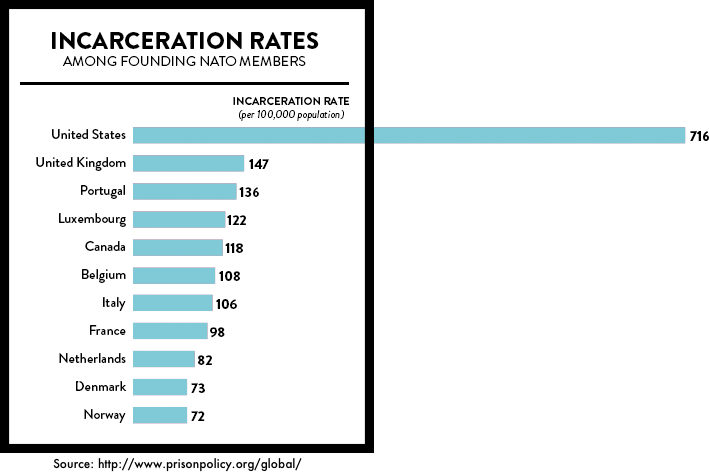 INCARCERATION RATES
AMONG FOUNDING NATO MEMBERS
INCARCERATION RATE
(per 100,000 population)
United States 716
United Kingdom 147
Portugal 136
Luxembourg 122
Canada 118
Belgium 108
Italy 106
France 98
Netherlands 82
Denmark 73
Norway 72
Source: http://www.prisonpolicy.org/global/